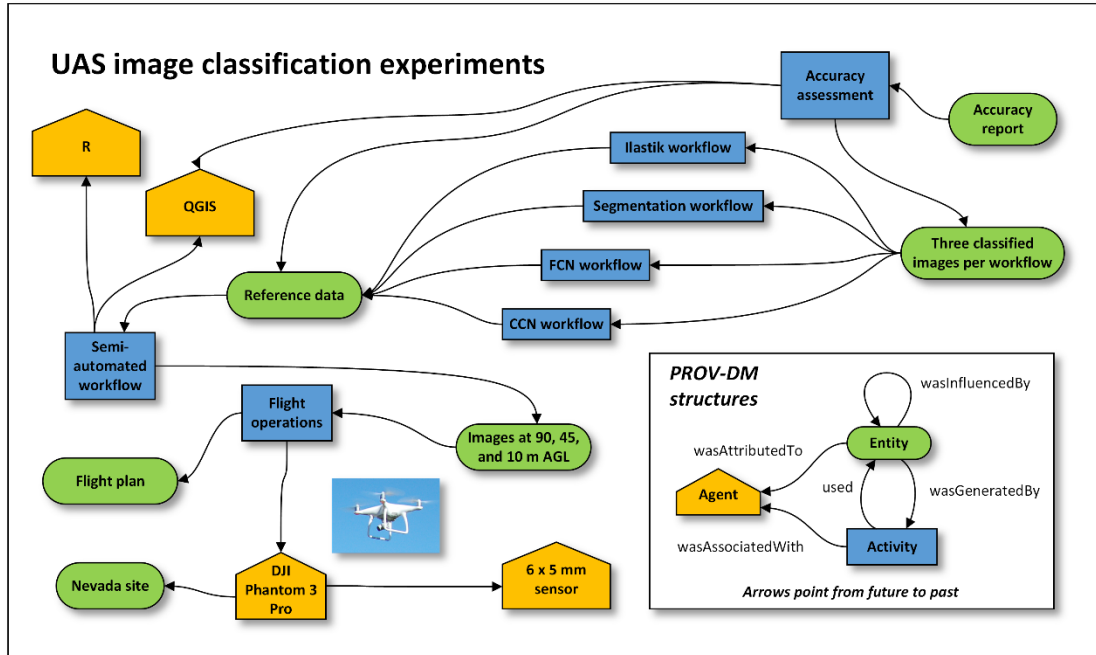 UAS image classification experiments
Accuracy
assessment
Accuracy
report
R
QGIS
Ilastik workflow
Segmentation workflow
FCN workflow
CCN workflow
Three classified
images per workflow
Reference data
Semi-
automated
workflow
Flight
operations
Images at 90, 45,
and 10 m AGL
Flight plan
Nevada site
DJI
Phantom 3
Pro
6 x 5 mm
sensor
PROV-DM
structures
wasInfluencedBy
Entity
wasAttributedTo
Agent
used
wasGeneratedBy
wasAssociatedWith
Activity
Arrows point from future to past